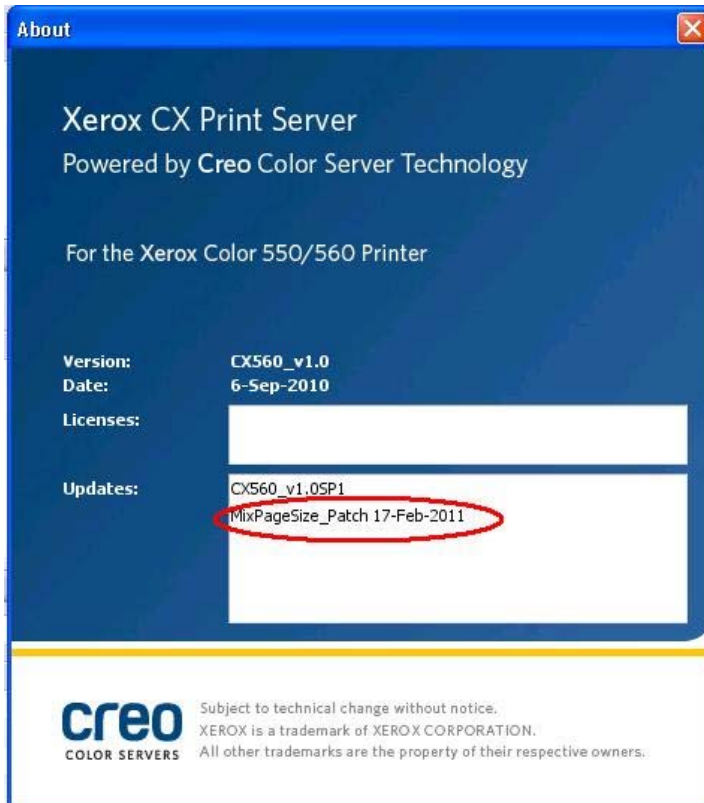 About
Xerox CX Print Server
Powered by Creo Color Server Technology
For the Xerox Color 550/560 Printer
Version: CX560_v1.0
Date: 6-Sep-2010
Licenses:
Updates: CX560_v1.0SP1
MixPageSize_Patch 17-Feb-2011
creo
COLOR SERVERS
Subject to technical change without notice.
XEROX is a trademark of XEROX CORPORATION.
All other trademarks are the property of their respective owners.